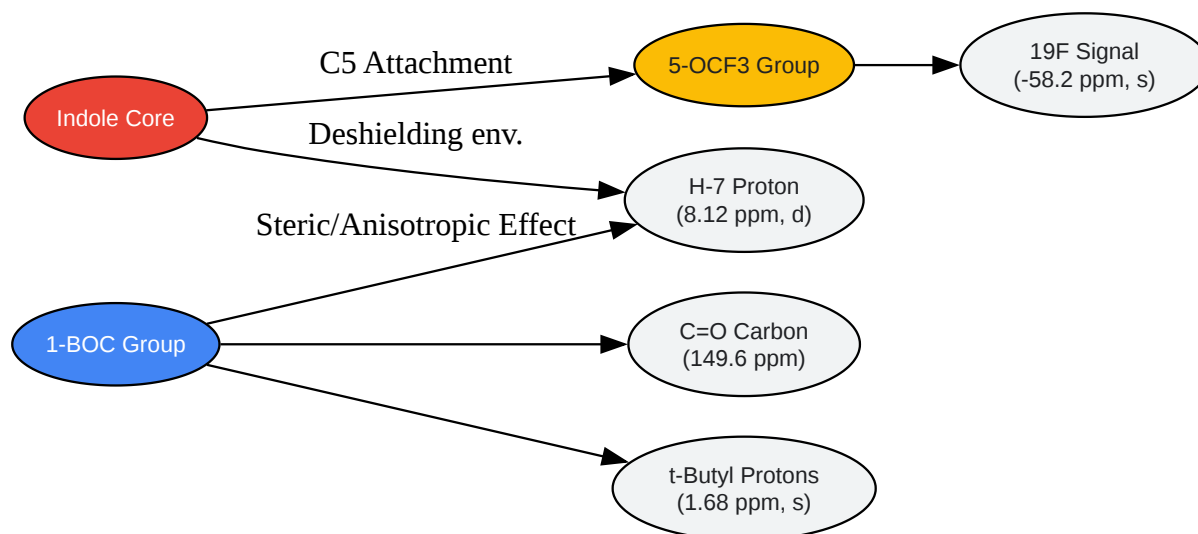 C5 Attachment
5-OCF3 Group
19F Signal
(-58.2 ppm, s)
Indole Core
Deshielding env.
H-7 Proton
(8.12 ppm, d)
Steric/Anisotropic Effect
1-BOC Group
C=O Carbon
(149.6 ppm)
t-Butyl Protons
(1.68 ppm, s)